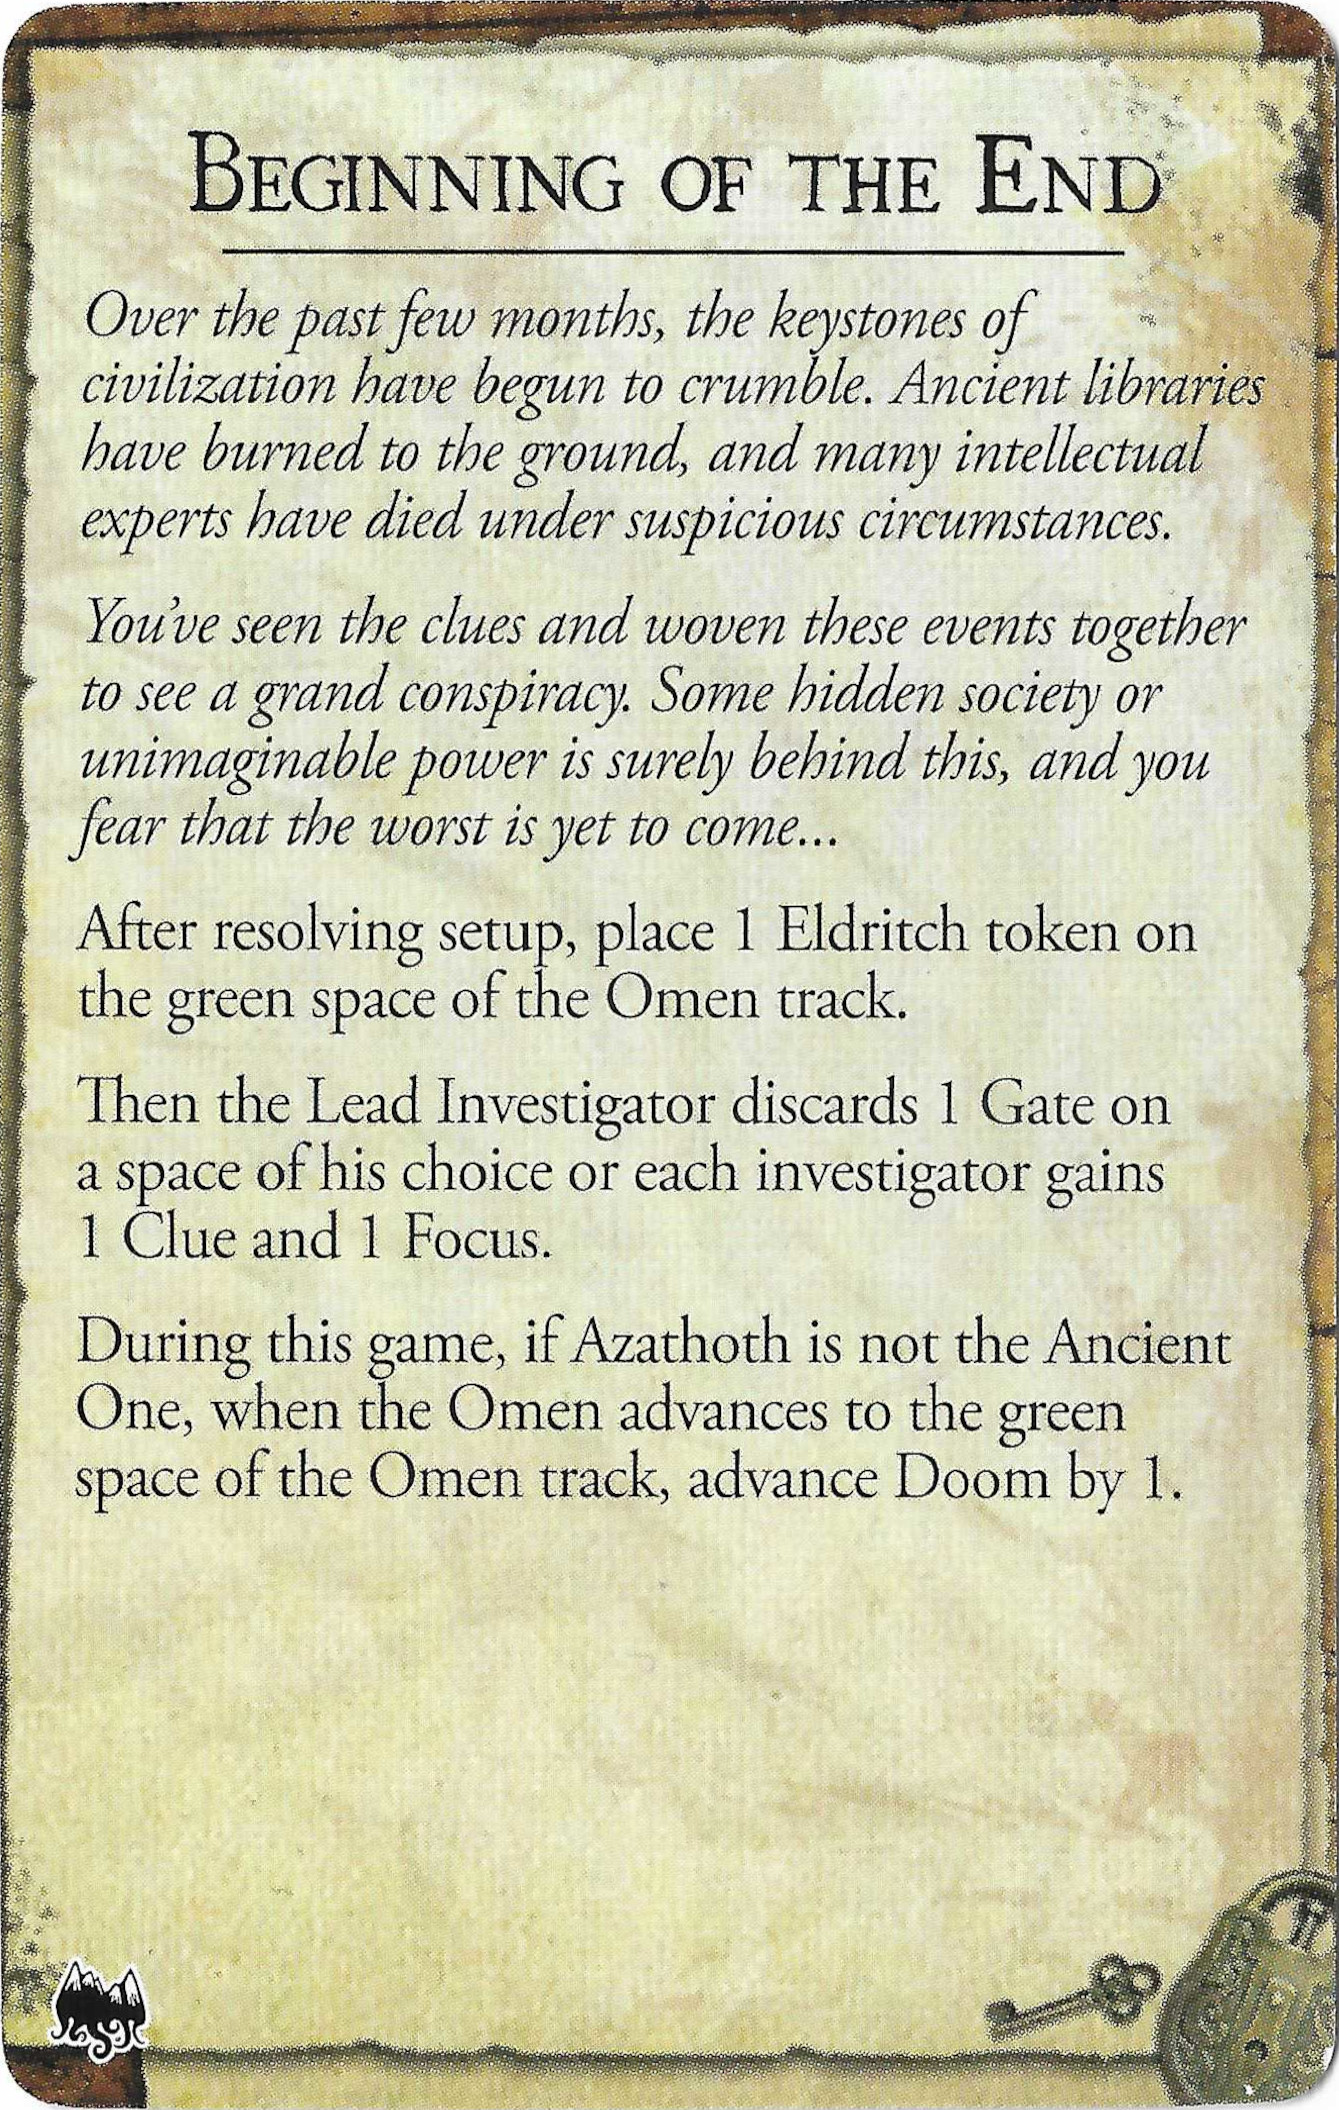 Beginning of the End
Over the past few months, the keystones of
civilization have begun to crumble. Ancient libraries
have burned to the ground, and many intellectual
experts have died under suspicious circumstances.
You've seen the clues and woven these events together
to see a grand conspiracy. Some hidden society or
unimaginable power is surely behind this, and you
fear that the worst is yet to come...
After resolving setup, place 1 Eldritch token on
the green space of the Omen track.
Then the Lead Investigator discards 1 Gate on
a space of his choice or each investigator gains
1 Clue and 1 Focus.
During this game, if Azathoth is not the Ancient
One, when the Omen advances to the green
space of the Omen track, advance Doom by 1.